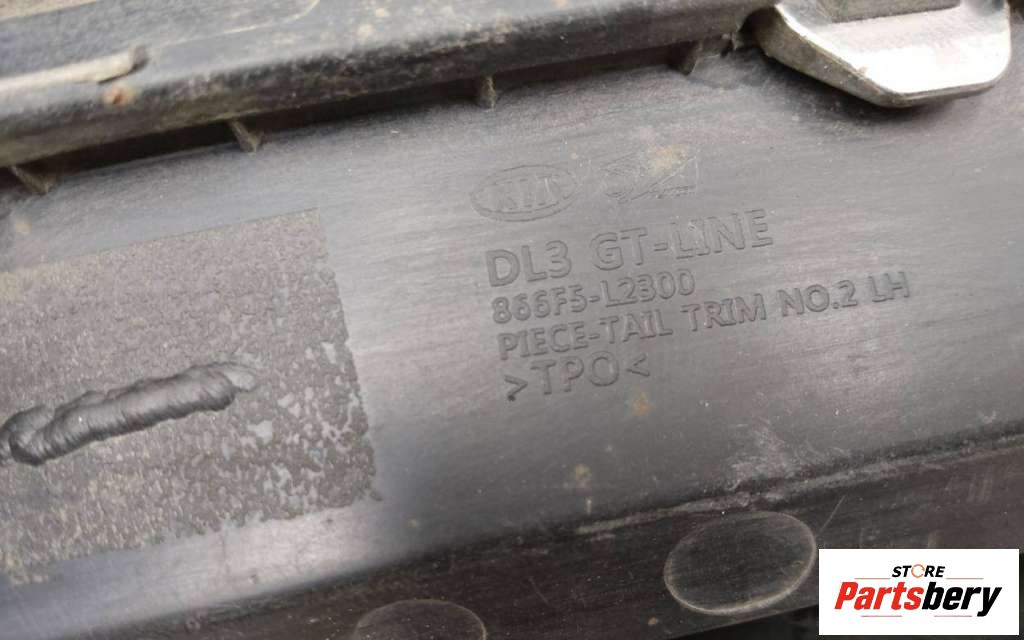 KIA
DL3 GT-LINE
866F5-L2300
PIECE-TAIL TRIM NO.2 LH
>TPO<
STORE
Partsbery